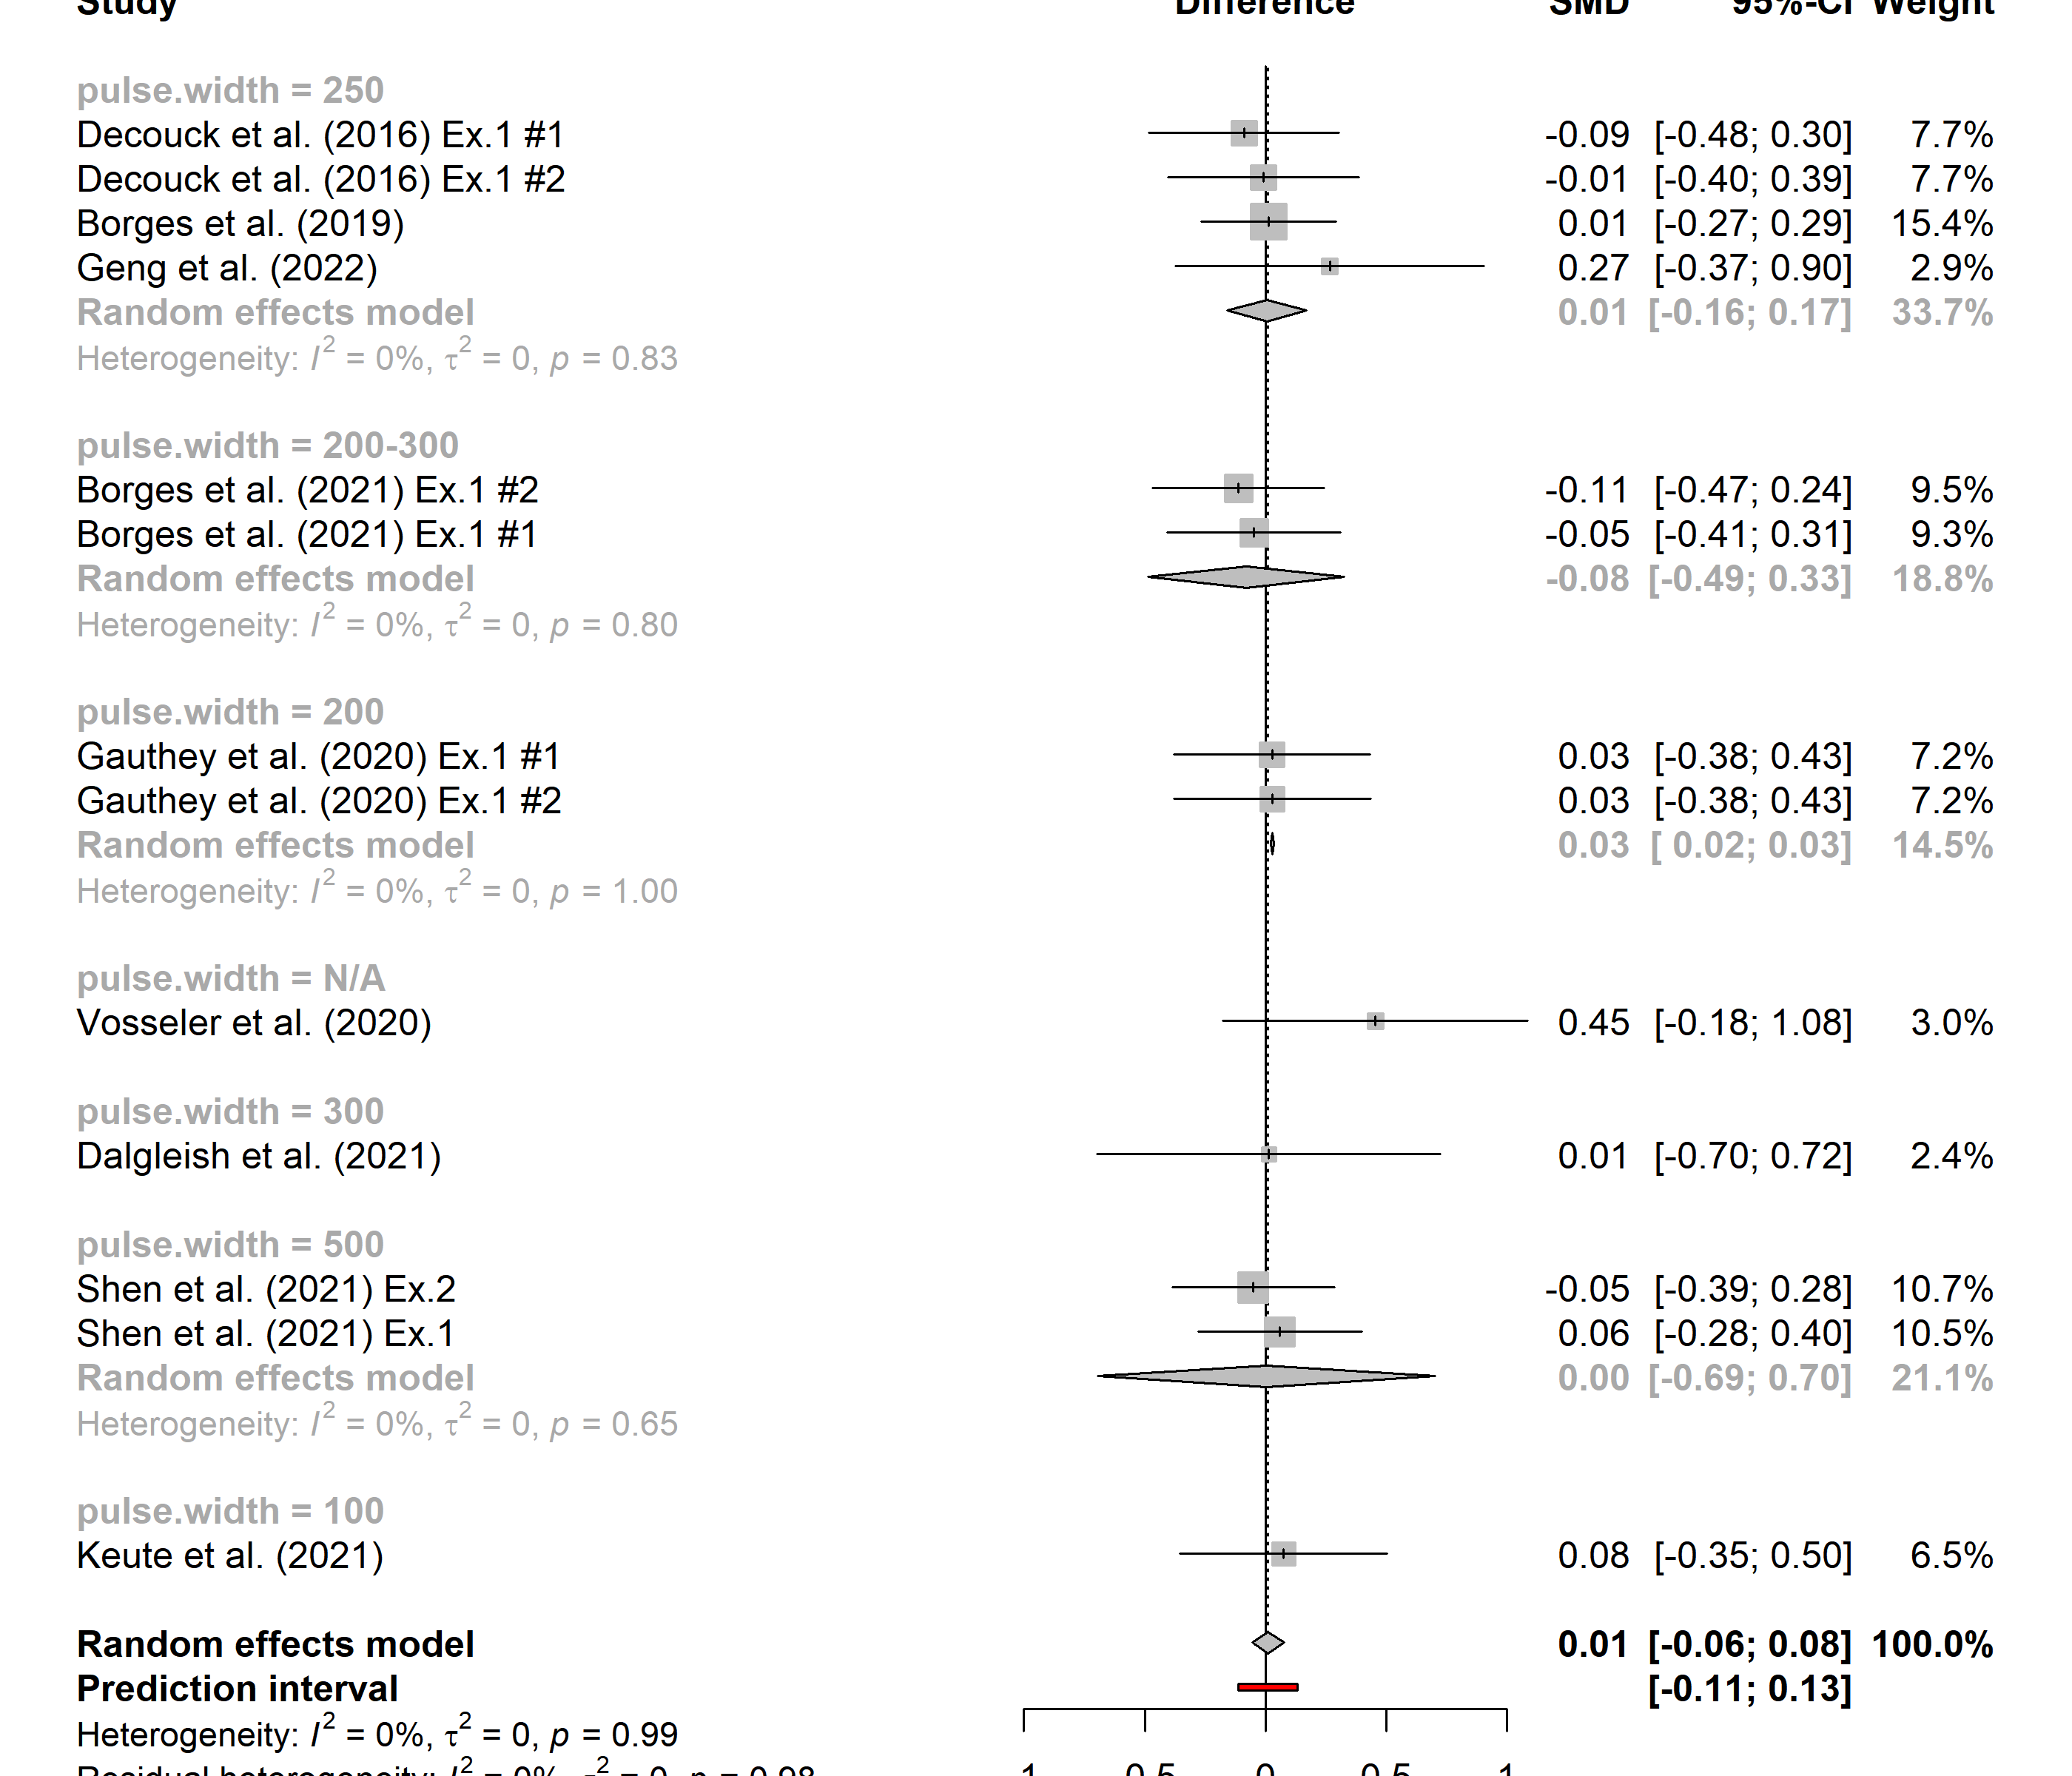 Study Difference SMD 95%-CI Weight
pulse.width = 250
Decouck et al. (2016) Ex.1 #1 -0.09 [-0.48; 0.30] 7.7%
Decouck et al. (2016) Ex.1 #2 -0.01 [-0.40; 0.39] 7.7%
Borges et al. (2019) 0.01 [-0.27; 0.29] 15.4%
Geng et al. (2022) 0.27 [-0.37; 0.90] 2.9%
Random effects model 0.01 [-0.16; 0.17] 33.7%
Heterogeneity: I² = 0%, τ² = 0, p = 0.83
pulse.width = 200-300
Borges et al. (2021) Ex.1 #2 -0.11 [-0.47; 0.24] 9.5%
Borges et al. (2021) Ex.1 #1 -0.05 [-0.41; 0.31] 9.3%
Random effects model -0.08 [-0.49; 0.33] 18.8%
Heterogeneity: I² = 0%, τ² = 0, p = 0.80
pulse.width = 200
Gauthey et al. (2020) Ex.1 #1 0.03 [-0.38; 0.43] 7.2%
Gauthey et al. (2020) Ex.1 #2 0.03 [-0.38; 0.43] 7.2%
Random effects model 0.03 [ 0.02; 0.03] 14.5%
Heterogeneity: I² = 0%, τ² = 0, p = 1.00
pulse.width = N/A
Vosseler et al. (2020) 0.45 [-0.18; 1.08] 3.0%
pulse.width = 300
Dalgleish et al. (2021) 0.01 [-0.70; 0.72] 2.4%
pulse.width = 500
Shen et al. (2021) Ex.2 -0.05 [-0.39; 0.28] 10.7%
Shen et al. (2021) Ex.1 0.06 [-0.28; 0.40] 10.5%
Random effects model 0.00 [-0.69; 0.70] 21.1%
Heterogeneity: I² = 0%, τ² = 0, p = 0.65
pulse.width = 100
Keute et al. (2021) 0.08 [-0.35; 0.50] 6.5%
Random effects model 0.01 [-0.06; 0.08] 100.0%
Prediction interval [-0.11; 0.13]
Heterogeneity: I² = 0%, τ² = 0, p = 0.99
Residual heterogeneity: I² = 0%, τ² = 0, p = 0.98
-1 -0.5 0 0.5 1